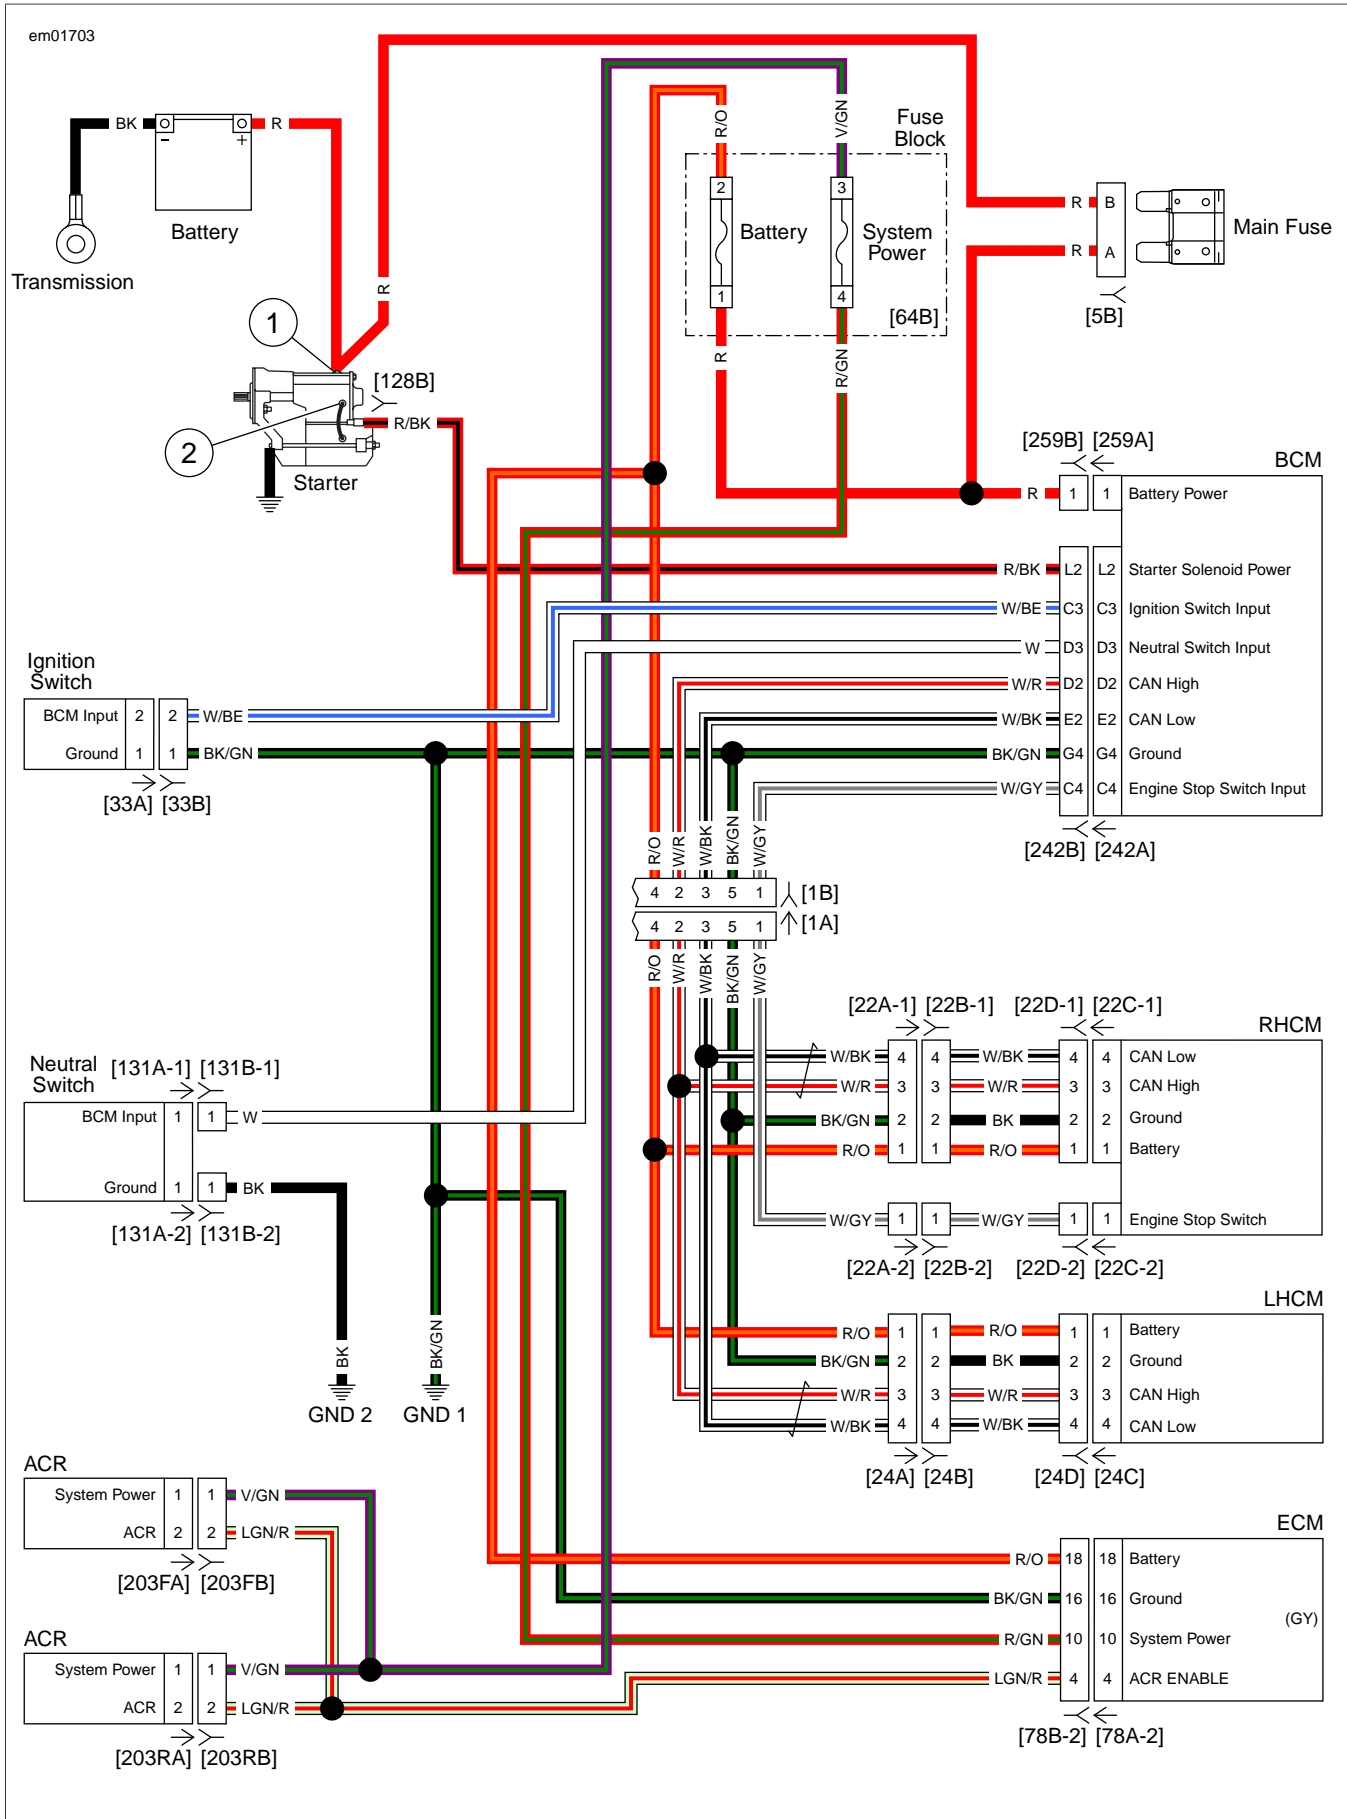 em01703
BK
R
Battery
Transmission
R
1
2
[128B]
R/BK
Starter
R/O
V/GN
Fuse
Block
2
3
Battery
System
Power
1
4
[64B]
R
R/GN
R
B
R
A
Main Fuse
[5B]
[259B] [259A]
BCM
R
1
1
Battery Power
R/BK
L2
L2
Starter Solenoid Power
W/BE
C3
C3
Ignition Switch Input
W
D3
D3
Neutral Switch Input
W/R
D2
D2
CAN High
W/BK
E2
E2
CAN Low
BK/GN
G4
G4
Ground
W/GY
C4
C4
Engine Stop Switch Input
[242B] [242A]
Ignition
Switch
BCM Input
2
2
W/BE
Ground
1
1
BK/GN
[33A] [33B]
R/O
W/R
W/BK
BK/GN
W/GY
4 2 3 5 1
[1B]
4 2 3 5 1
[1A]
R/O
W/R
W/BK
BK/GN
W/GY
[22A-1] [22B-1]
[22D-1] [22C-1]
RHCM
W/BK
4
4
W/BK
4
4
CAN Low
W/R
3
3
W/R
3
3
CAN High
BK/GN
2
2
BK
2
2
Ground
R/O
1
1
R/O
1
1
Battery
W/GY
1
1
W/GY
1
1
Engine Stop Switch
[22A-2] [22B-2]
[22D-2] [22C-2]
Neutral
Switch
[131A-1] [131B-1]
BCM Input
1
1
W
Ground
1
1
BK
[131A-2] [131B-2]
BK
BK/GN
GND 2
GND 1
LHCM
R/O
1
1
R/O
1
1
Battery
BK/GN
2
2
BK
2
2
Ground
W/R
3
3
W/R
3
3
CAN High
W/BK
4
4
W/BK
4
4
CAN Low
[24A] [24B]
[24D] [24C]
ACR
System Power
1
1
V/GN
ACR
2
2
LGN/R
[203FA] [203FB]
ACR
System Power
1
1
V/GN
ACR
2
2
LGN/R
[203RA] [203RB]
ECM
R/O
18
18
Battery
BK/GN
16
16
Ground
(GY)
R/GN
10
10
System Power
LGN/R
4
4
ACR ENABLE
[78B-2] [78A-2]